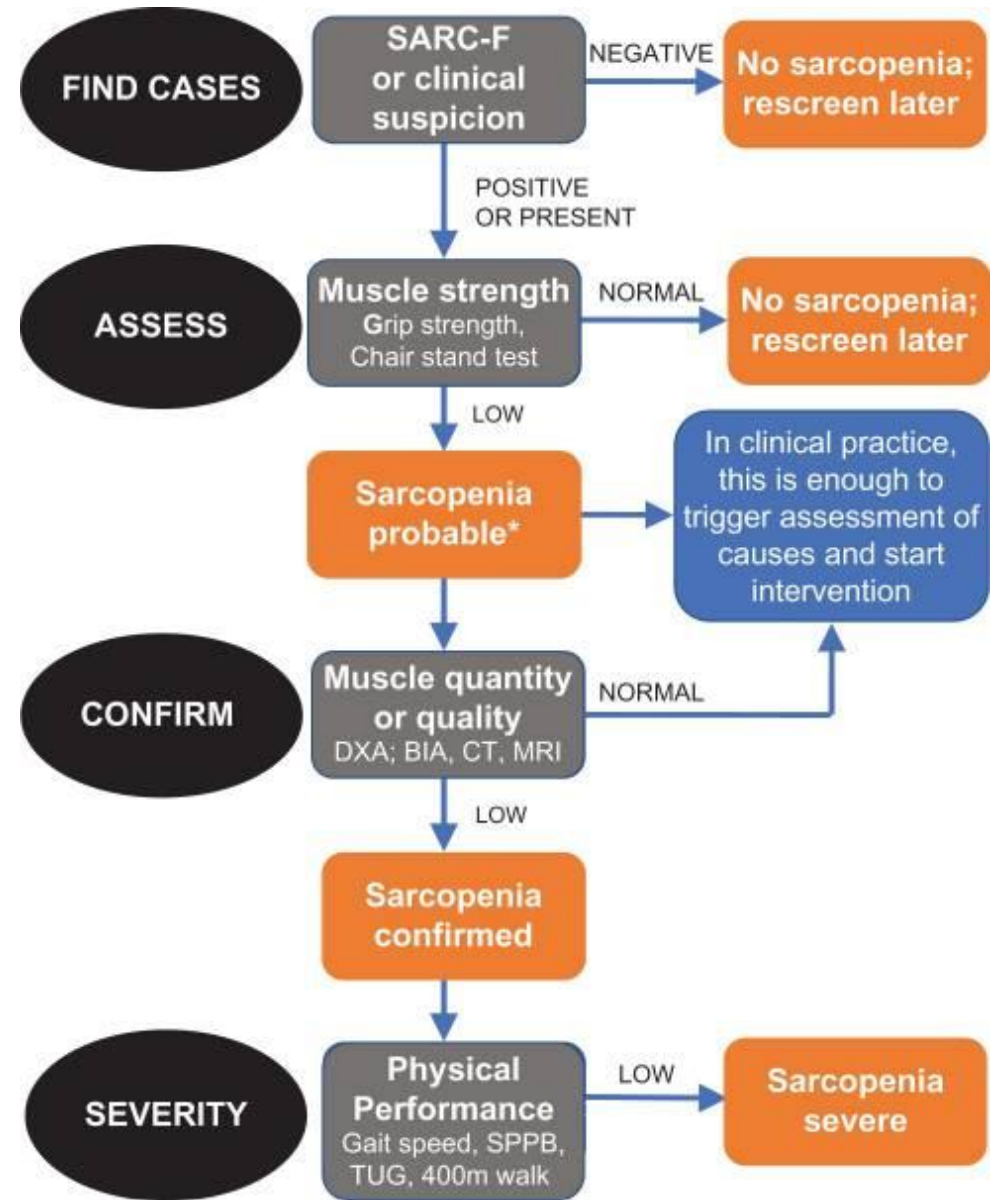 FIND CASES
SARC-F
or clinical
suspicion
NEGATIVE
No sarcopenia;
rescreen later
POSITIVE
OR PRESENT
ASSESS
Muscle strength
Grip strength,
Chair stand test
NORMAL
No sarcopenia;
rescreen later
LOW
Sarcopenia
probable*
In clinical practice,
this is enough to
trigger assessment of
causes and start
intervention
CONFIRM
Muscle quantity
or quality
DXA; BIA, CT, MRI
NORMAL
LOW
Sarcopenia
confirmed
SEVERITY
Physical
Performance
Gait speed, SPPB,
TUG, 400m walk
LOW
Sarcopenia
severe